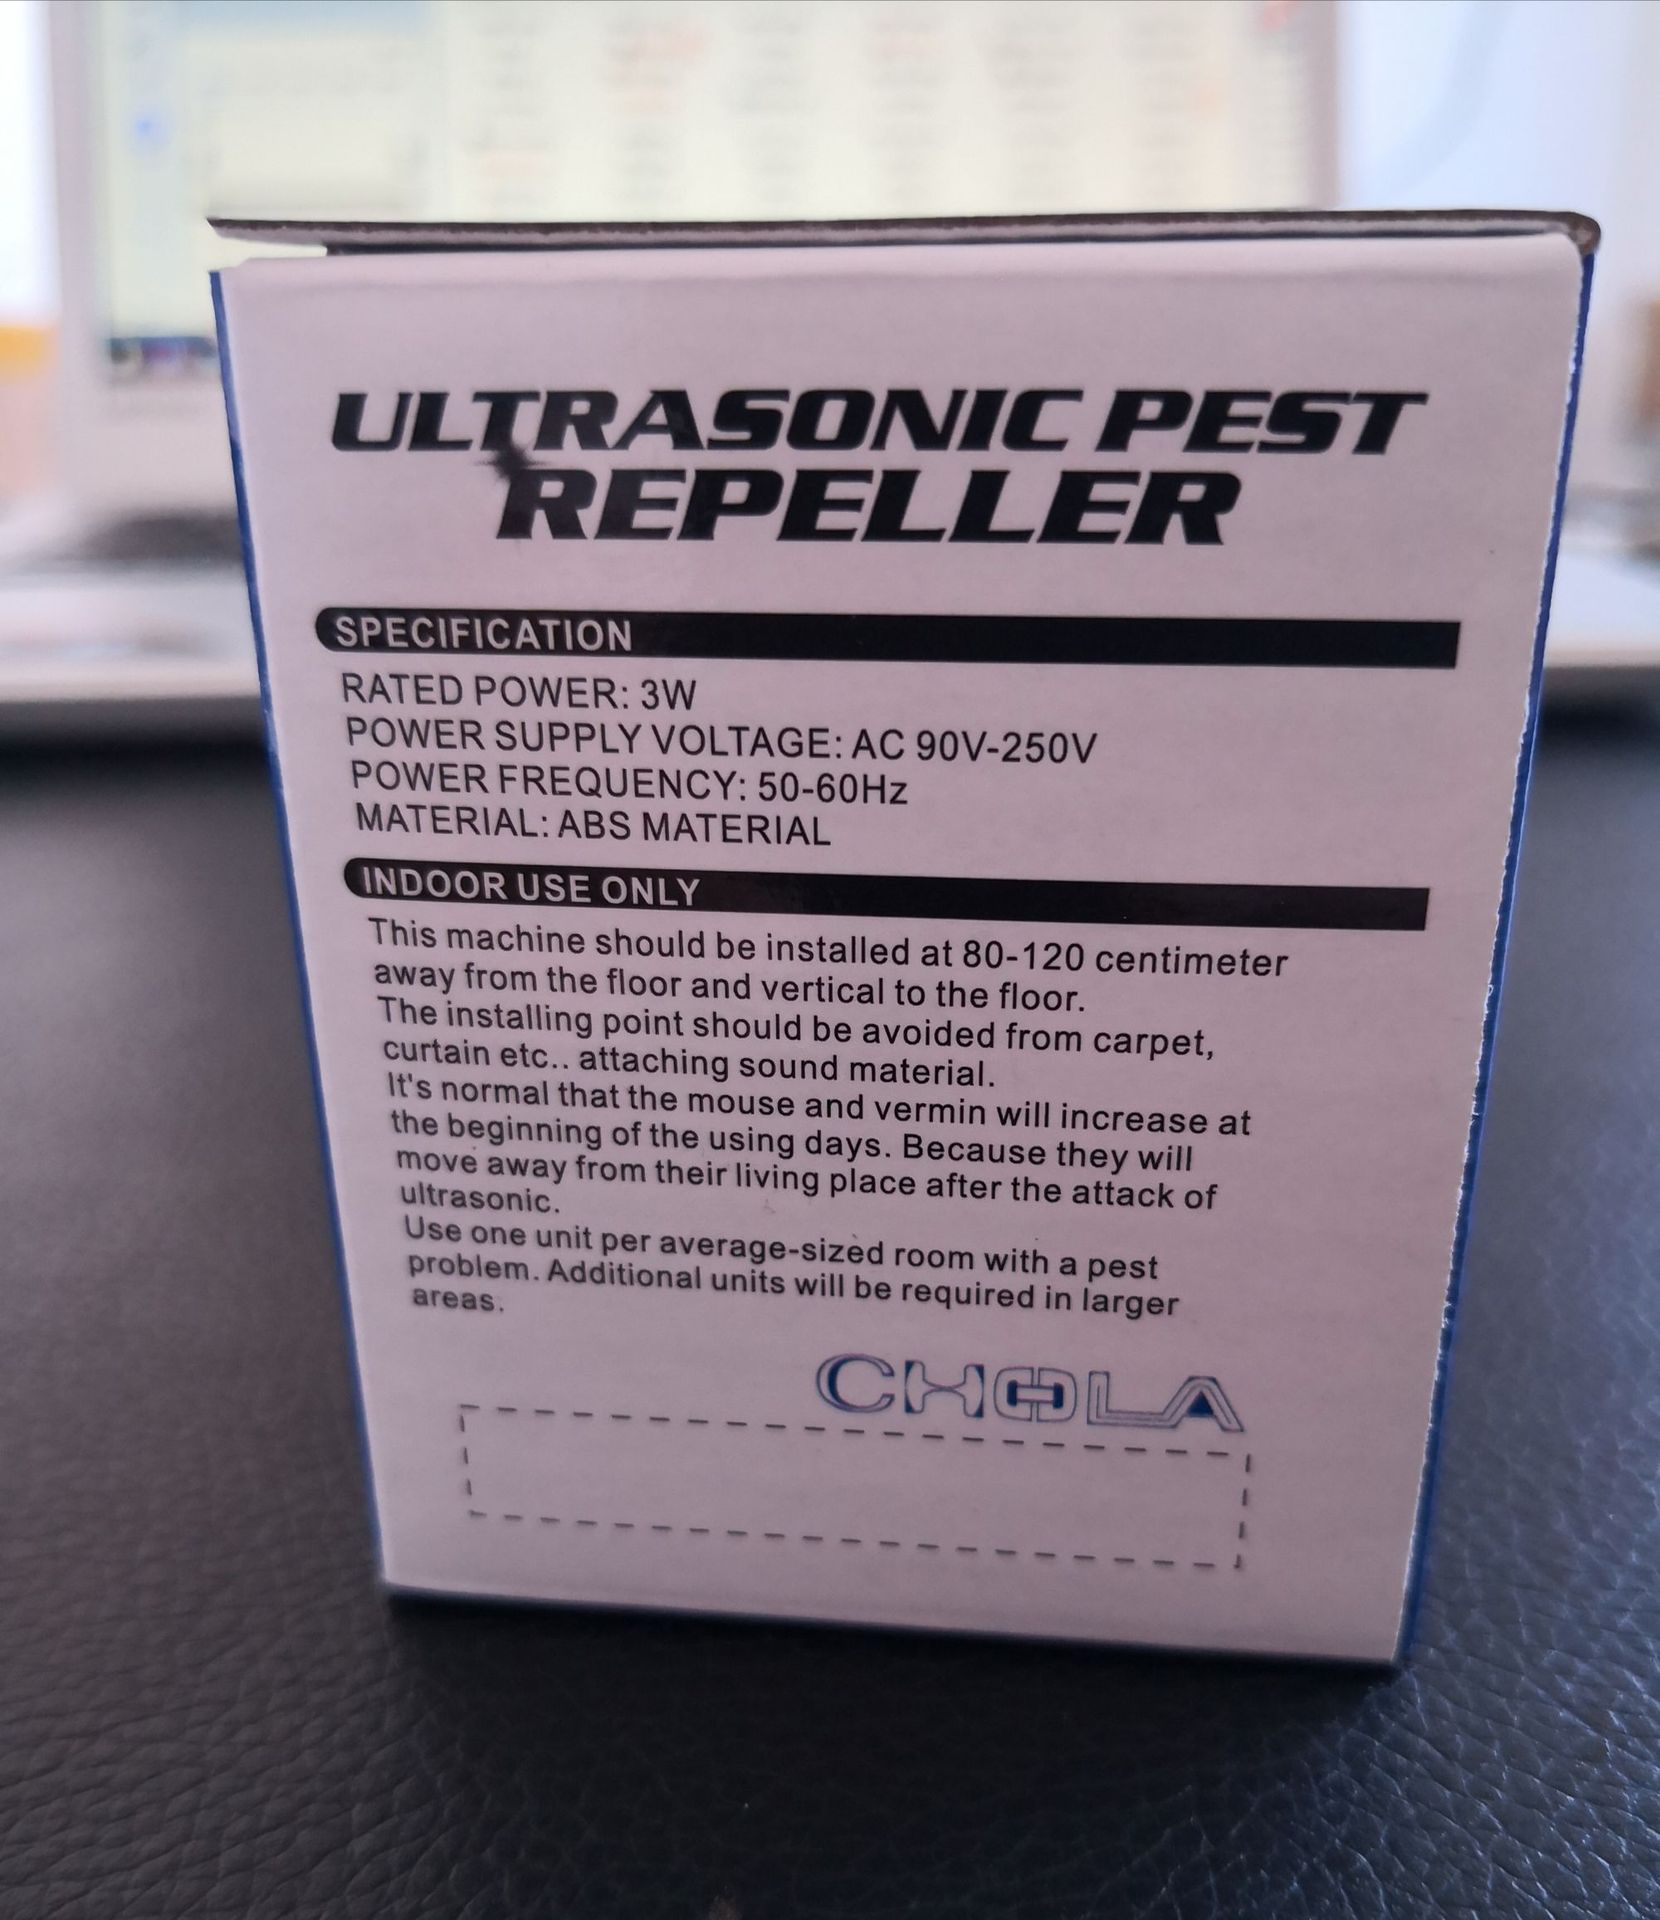 ULTRASONIC PEST
REPELLER
SPECIFICATION
RATED POWER: 3W
POWER SUPPLY VOLTAGE: AC 90V-250V
POWER FREQUENCY: 50-60Hz
MATERIAL: ABS MATERIAL
INDOOR USE ONLY
This machine should be installed at 80-120 centimeter
away from the floor and vertical to the floor.
The installing point should be avoided from carpet,
curtain etc.. attaching sound material.
It's normal that the mouse and vermin will increase at
the beginning of the using days. Because they will
move away from their living place after the attack of
ultrasonic.
Use one unit per average-sized room with a pest
problem. Additional units will be required in larger
areas.
CHOLA